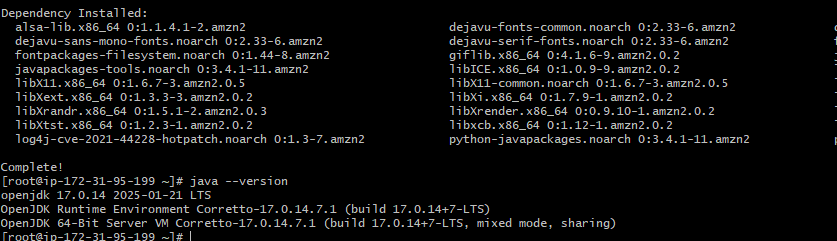 Dependency Installed:
  alsa-lib.x86_64 0:1.1.4.1-2.amzn2                      dejavu-fonts-common.noarch 0:2.33-6.amzn2
  dejavu-sans-mono-fonts.noarch 0:2.33-6.amzn2           dejavu-serif-fonts.noarch 0:2.33-6.amzn2
  fontpackages-filesystem.noarch 0:1.44-8.amzn2          giflib.x86_64 0:4.1.6-9.amzn2.0.2
  javapackages-tools.noarch 0:3.4.1-11.amzn2             libICE.x86_64 0:1.0.9-9.amzn2.0.2
  libX11.x86_64 0:1.6.7-3.amzn2.0.5                      libX11-common.noarch 0:1.6.7-3.amzn2.0.5
  libXext.x86_64 0:1.3.3-3.amzn2.0.2                     libXi.x86_64 0:1.7.9-1.amzn2.0.2
  libXrandr.x86_64 0:1.5.1-2.amzn2.0.3                   libXrender.x86_64 0:0.9.10-1.amzn2.0.2
  libXtst.x86_64 0:1.2.3-1.amzn2.0.2                     libxcb.x86_64 0:1.12-1.amzn2.0.2
  log4j-cve-2021-44228-hotpatch.noarch 0:1.3-7.amzn2     python-javapackages.noarch 0:3.4.1-11.amzn2
Complete!
[root@ip-172-31-95-199 ~]# java --version
openjdk 17.0.14 2025-01-21 LTS
OpenJDK Runtime Environment Corretto-17.0.14.7.1 (build 17.0.14+7-LTS)
OpenJDK 64-Bit Server VM Corretto-17.0.14.7.1 (build 17.0.14+7-LTS, mixed mode, sharing)
[root@ip-172-31-95-199 ~]#